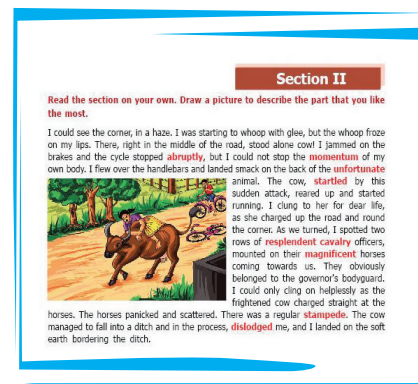 Section II
Read the section on your own. Draw a picture to describe the part that you like
the most.
I could see the corner, in a haze. I was starting to whoop with glee, but the whoop froze
on my lips. There, right in the middle of the road, stood alone cow! I jammed on the
brakes and the cycle stopped abruptly, but I could not stop the momentum of my
own body. I flew over the handlebars and landed smack on the back of the unfortunate
animal. The cow, startled by this
sudden attack, reared up and started
running. I clung to her for dear life,
as she charged up the road and round
the corner. As we turned, I spotted two
rows of resplendent cavalry officers,
mounted on their magnificent horses
coming towards us. They obviously
belonged to the governor's bodyguard.
I could only cling on helplessly as the
frightened cow charged straight at the
horses. The horses panicked and scattered. There was a regular stampede. The cow
managed to fall into a ditch and in the process, dislodged me, and I landed on the soft
earth bordering the ditch.